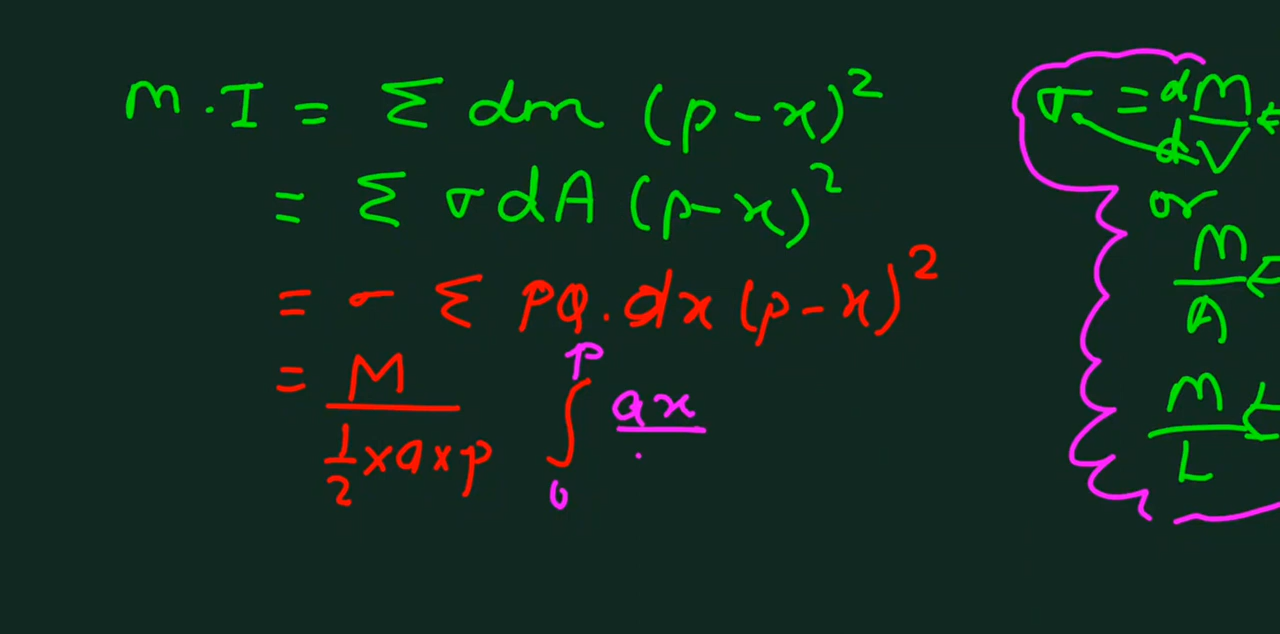 M.I = Σ dm (p-x)²
= Σ σ dA (p-x)²
= σ Σ PQ.dx (p-x)²
= M / (1/2 × a × p) ∫₀ᵖ ax
σ = dM / dV
or
M / A
M / L